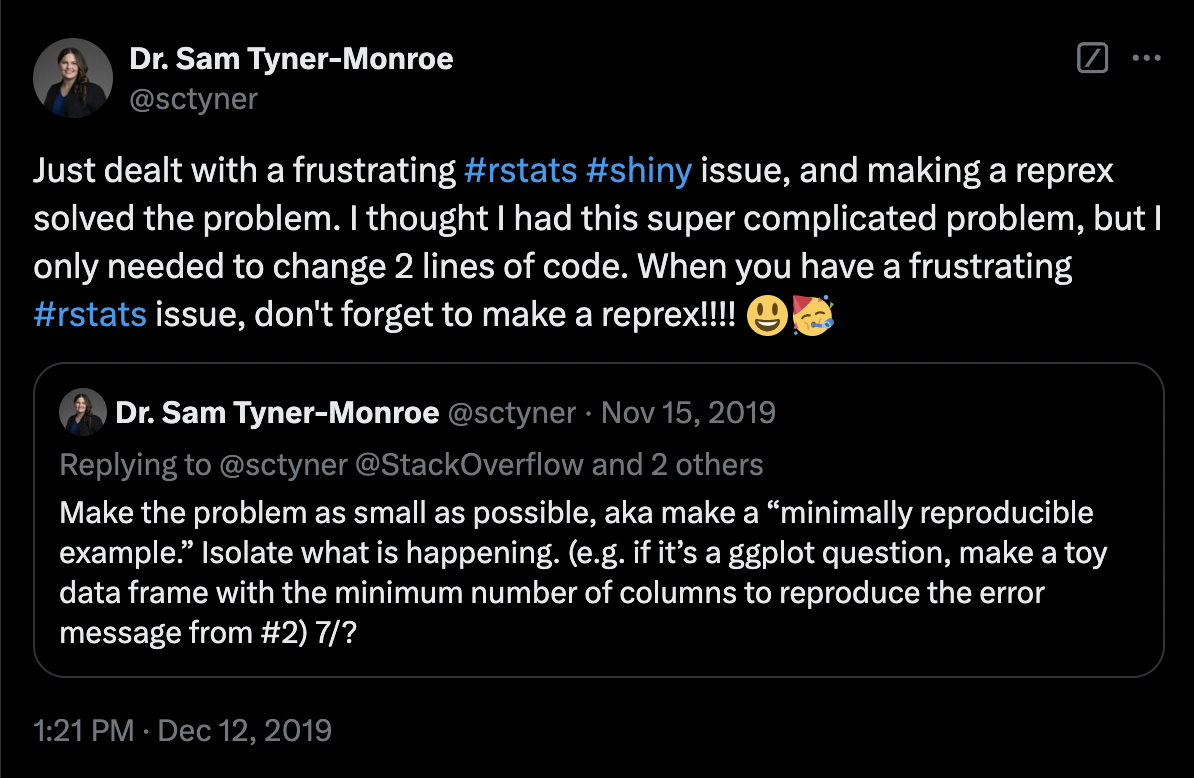 Dr. Sam Tyner-Monroe
@sctyner
Just dealt with a frustrating #rstats #shiny issue, and making a reprex
solved the problem. I thought I had this super complicated problem, but I
only needed to change 2 lines of code. When you have a frustrating
#rstats issue, don't forget to make a reprex!!!! 😃🥳
Dr. Sam Tyner-Monroe @sctyner · Nov 15, 2019
Replying to @sctyner @StackOverflow and 2 others
Make the problem as small as possible, aka make a “minimally reproducible
example.” Isolate what is happening. (e.g. if it’s a ggplot question, make a toy
data frame with the minimum number of columns to reproduce the error
message from #2) 7/?
1:21 PM · Dec 12, 2019